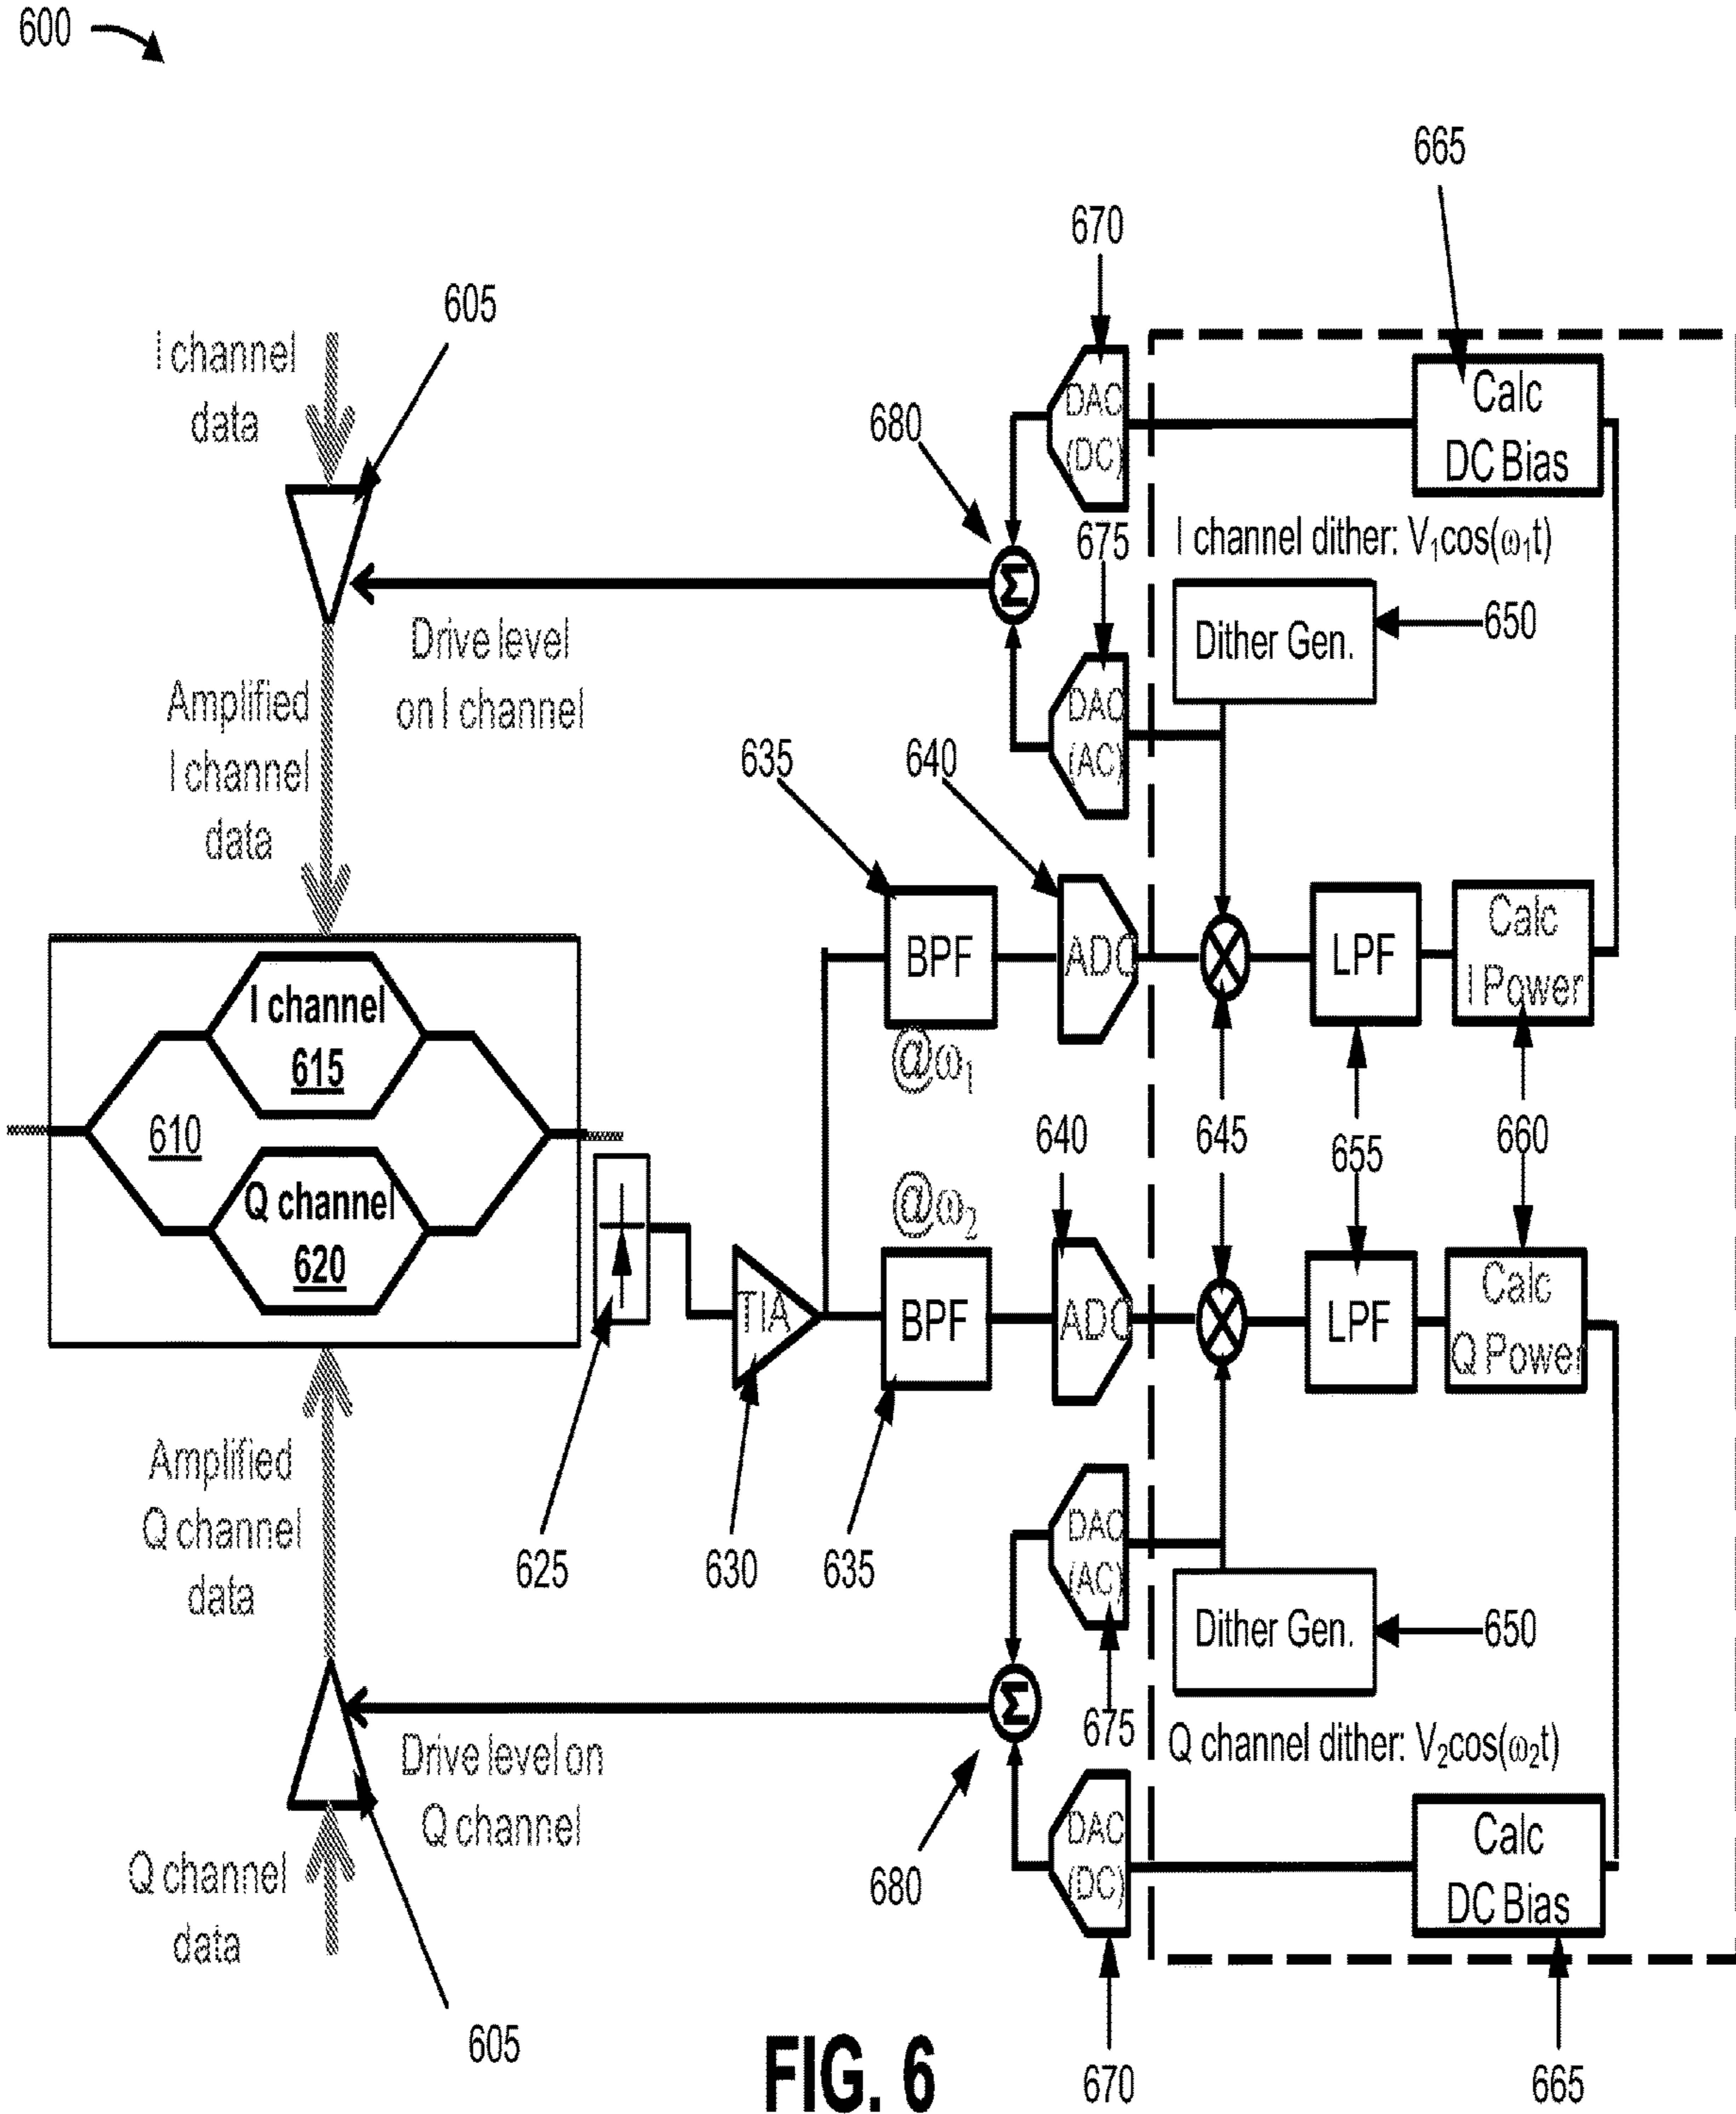 600
665
670
605
I channel
data
680
DAC
(DC)
Calc
DC Bias
675
I channel dither: V₁cos(ω₁t)
Σ
Dither Gen.
650
Drive level
on I channel
Amplified
I channel
data
DAC
(AC)
635
640
BPF
ADC
LPF
Calc
I Power
@ω₁
I channel
615
610
640
645
655
660
Q channel
620
@ω₂
TIA
BPF
ADC
LPF
Calc
Q Power
Amplified
Q channel
data
625
630
635
DAC
(AC)
Dither Gen.
650
Σ
675
Q channel dither: V₂cos(ω₂t)
Drive level on
Q channel
Q channel
data
680
DAC
(DC)
Calc
DC Bias
605
670
665
FIG. 6